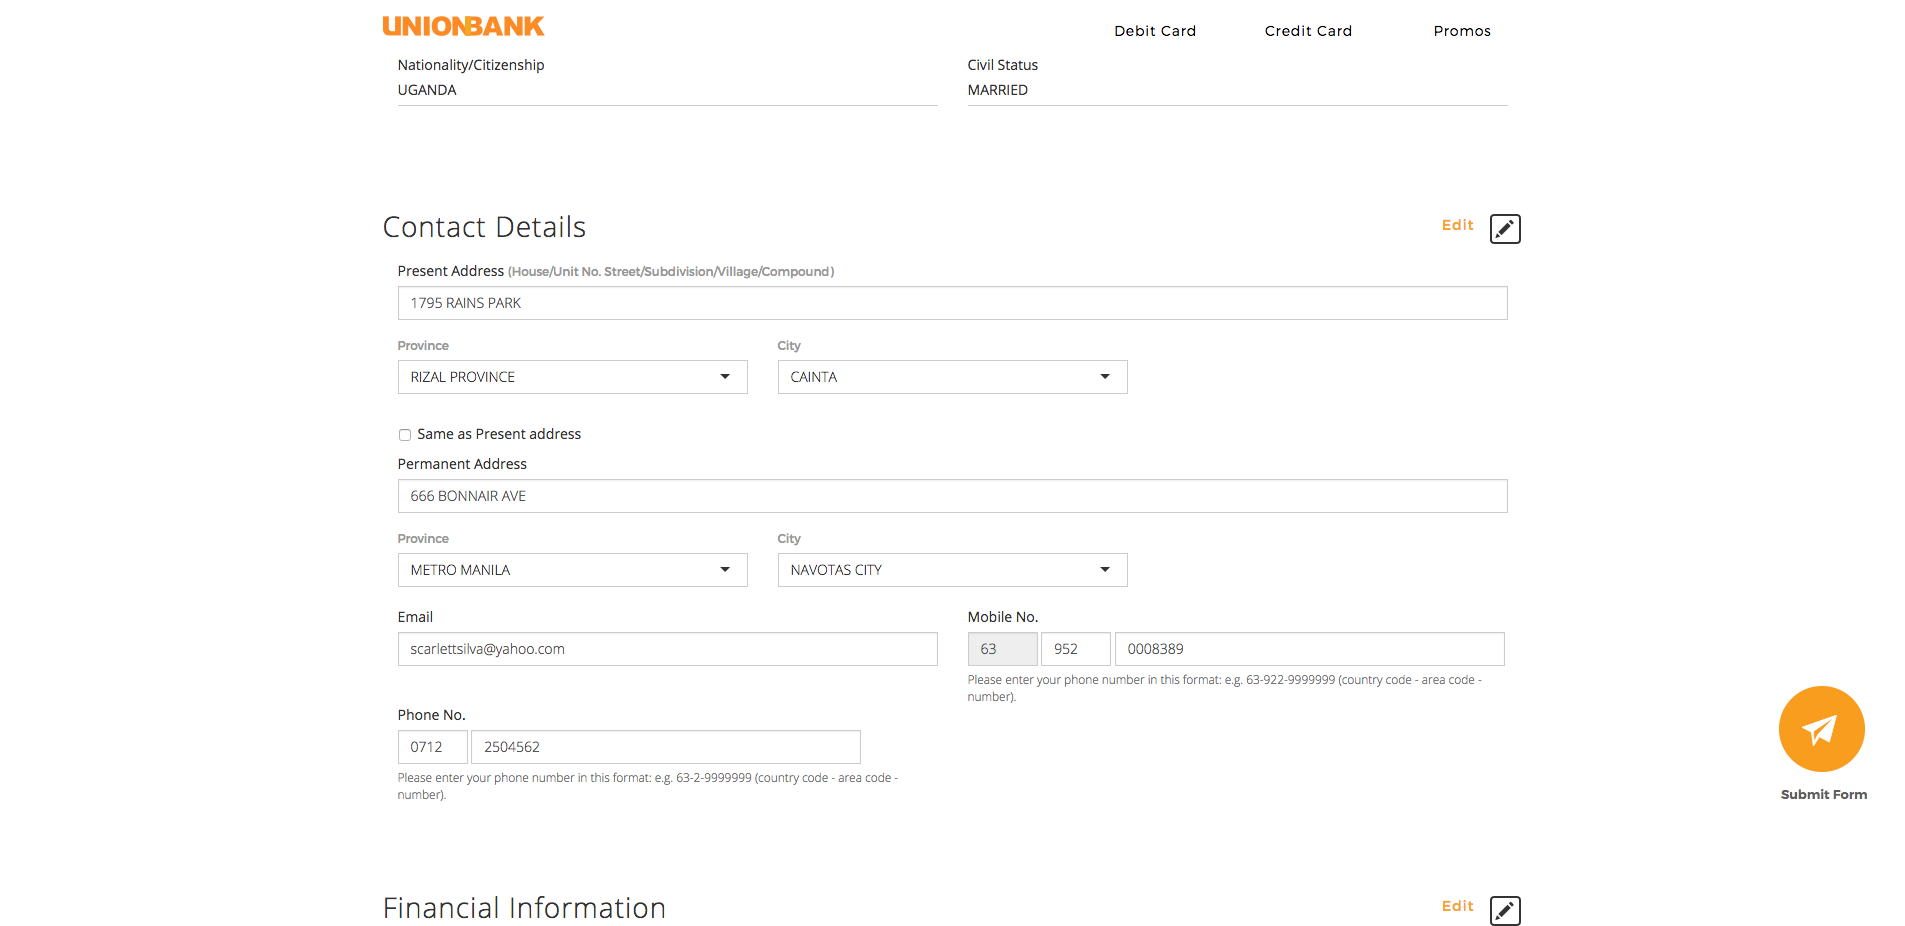 UNIONBANK
Debit Card Credit Card Promos
Nationality/Citizenship Civil Status
UGANDA MARRIED
Contact Details Edit
Present Address (House/Unit No. Street/Subdivision/Village/Compound)
1795 RAINS PARK
Province City
RIZAL PROVINCE CAINTA
Same as Present address
Permanent Address
666 BONNAIR AVE
Province City
METRO MANILA NAVOTAS CITY
Email Mobile No.
scarlettsilva@yahoo.com 63 952 0008389
Please enter your phone number in this format: e.g. 63-922-9999999 (country code - area code -
number).
Phone No.
0712 2504562
Please enter your phone number in this format: e.g. 63-2-9999999 (country code - area code -
number).
Submit Form
Financial Information Edit